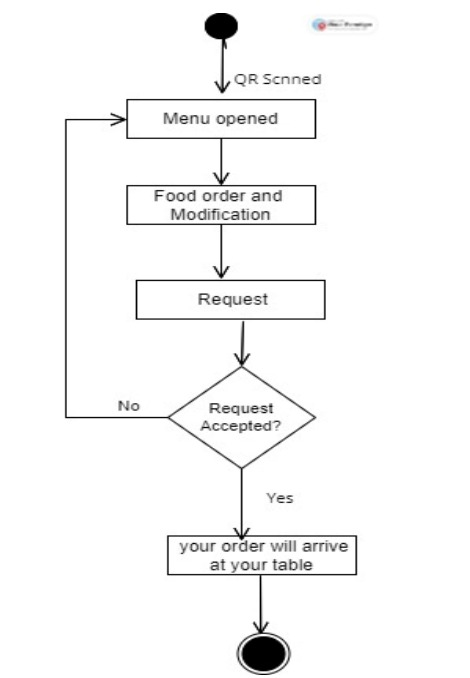 QR Scnned
Menu opened
Food order and
Modification
Request
Request
Accepted?
No
Yes
your order will arrive
at your table